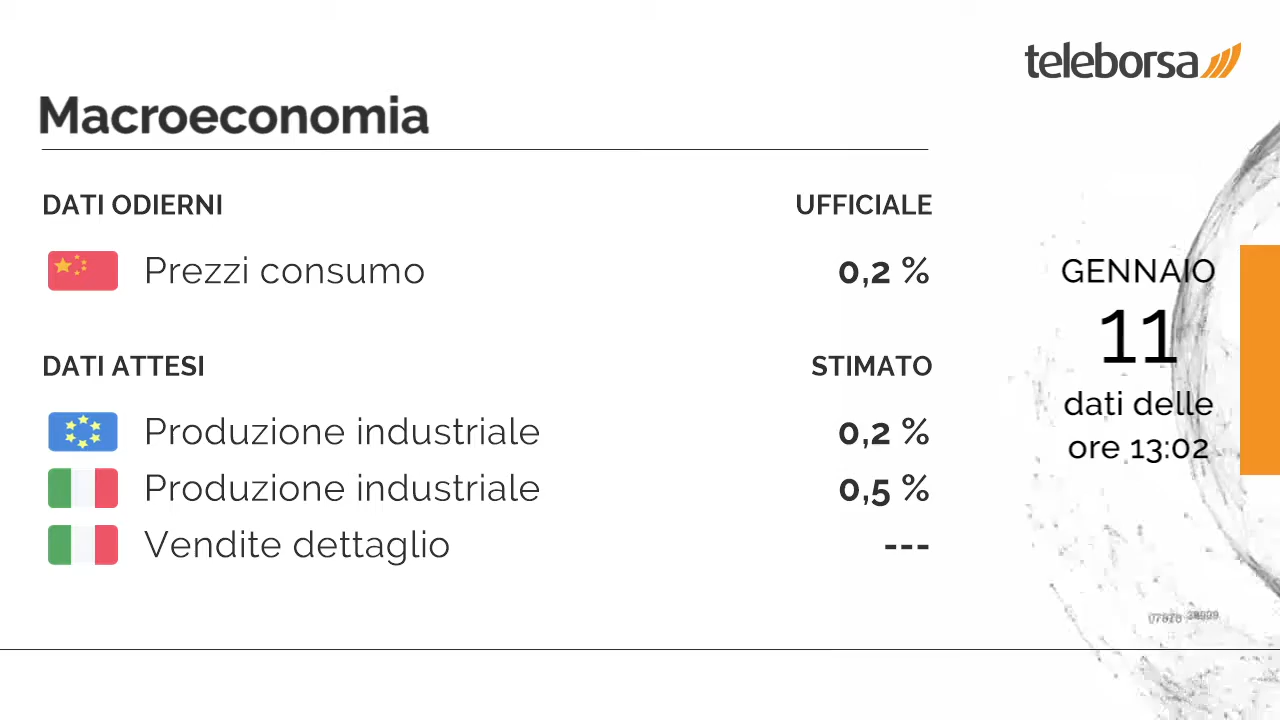 teleborsa
Macroeconomia
DATI ODIERNI UFFICIALE
Prezzi consumo 0,2 %
DATI ATTESI STIMATO
Produzione industriale 0,2 %
Produzione industriale 0,5 %
Vendite dettaglio ---
GENNAIO
11
dati delle
ore 13:02